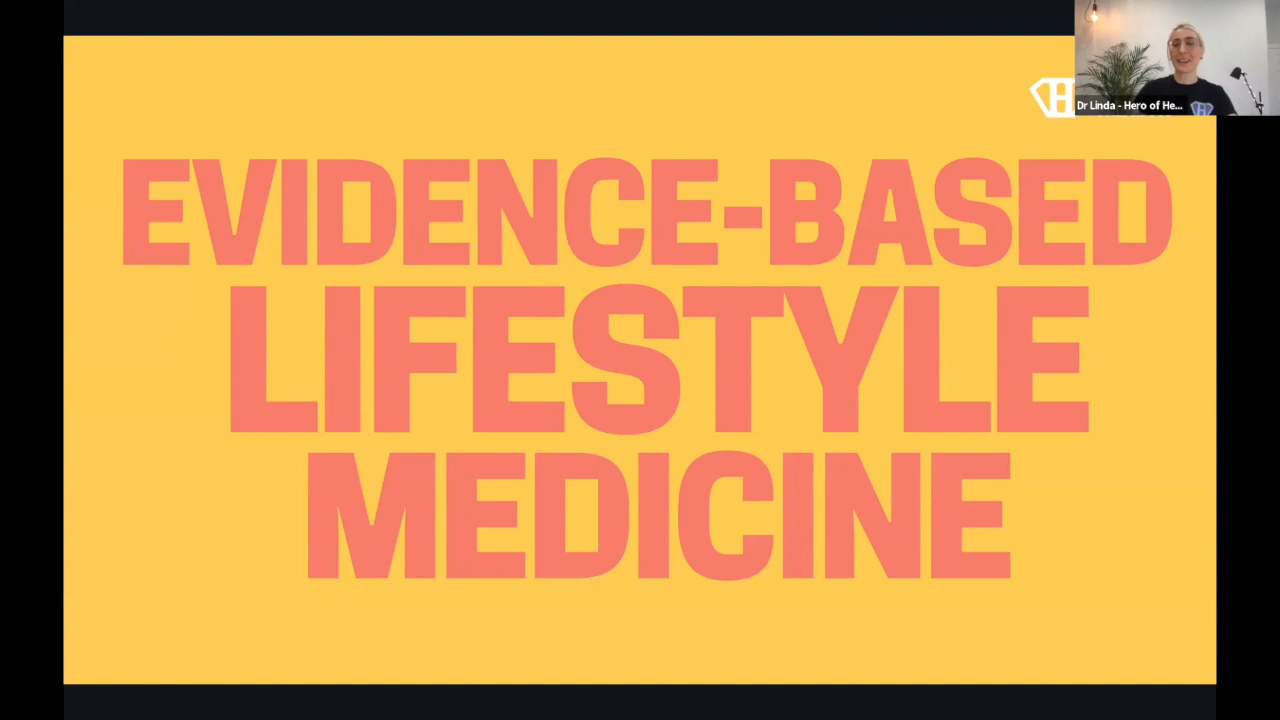 Dr Linda - Hero of He...
EVIDENCE-BASED
LIFESTYLE
MEDICINE